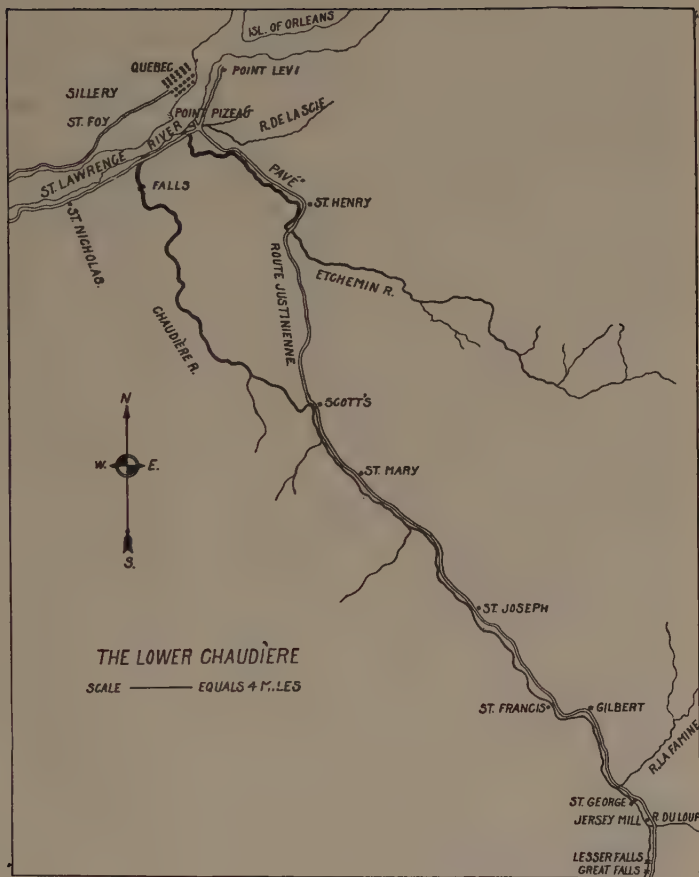 ISL. OF ORLEANS
QUEBEC
POINT LEVI
SILLERY
POINT PIZEAU
R. DE LA SCIE
ST. FOY
ST. LAWRENCE RIVER
PAVÉ
FALLS
ST. HENRY
ST. NICHOLAS.
ROUTE JUSTINIENNE
ETCHEMIN R.
CHAUDIÈRE R.
SCOTT'S
N
W. E.
S.
ST. MARY
ST. JOSEPH
THE LOWER CHAUDIÈRE
SCALE EQUALS 4 MILES
ST. FRANCIS
GILBERT
R. LA FAMINE
ST. GEORGE
JERSEY MILL
R. DU LOUP
LESSER FALLS
GREAT FALLS